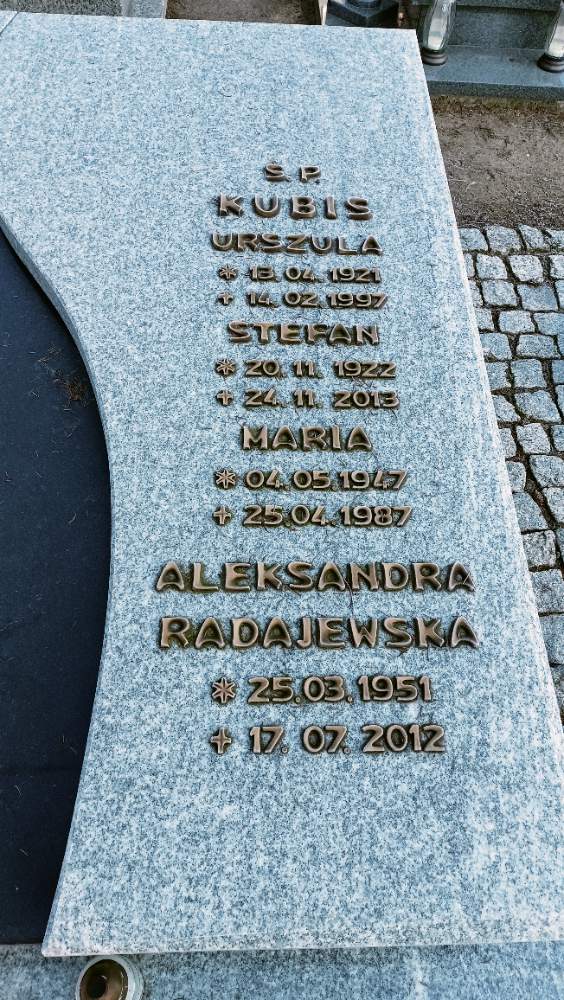 Ś. P.
KUBIS
URSZULA
* 13. 04. 1921
+ 14. 02 1997
STEFAN
* 20. 11. 1922
+ 24. 11. 2013
MARIA
* 04.05.1947
+ 25.04.1987
ALEKSANDRA
RADAJEWSKA
* 25.03.1951
+ 17. 07 2012